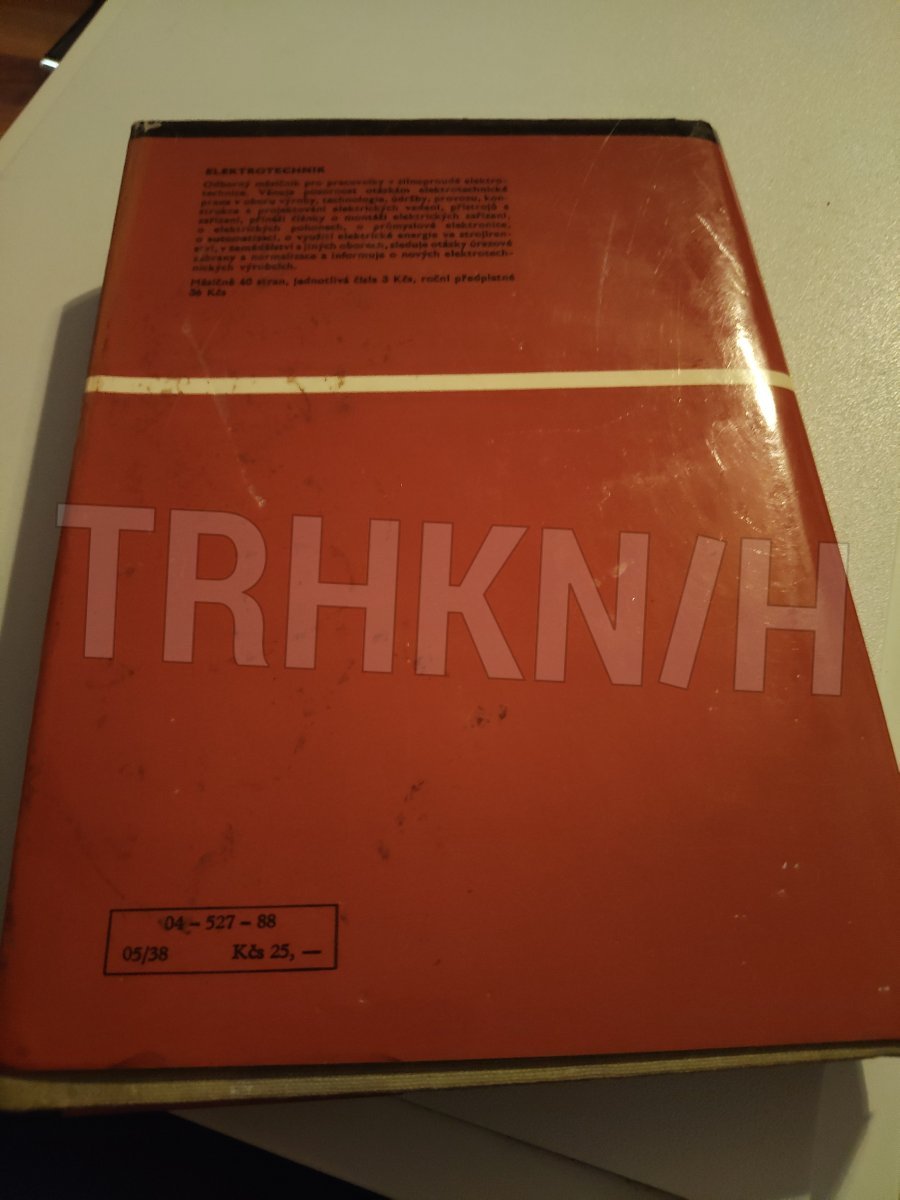 ELEKTROTECHNIK
Odborný měsíčník pro pracovníky v silnoproudé elektro-
technice. Věnuje pozornost otázkám elektrotechnické
praxe v oboru výroby, technologie, údržby, provozu, kon-
strukce a projektování elektrických vedení, přístrojů a
zařízení, přináší články o montáži elektrických zařízení,
o elektrických pohonech, o průmyslové elektronice,
o automatizaci, o využití elektrické energie ve strojíren-
ství, v zemědělství a jiných oborech, sleduje otázky úrazové
zábrany a normalizace a informuje o nových elektrotech-
nických výrobcích.
Měsíčně 60 stran, jednotlivá čísla 3 Kčs, roční předplatné
36 Kčs
TRHKN/H
04 – 527 – 88
05/38 Kčs 25, —